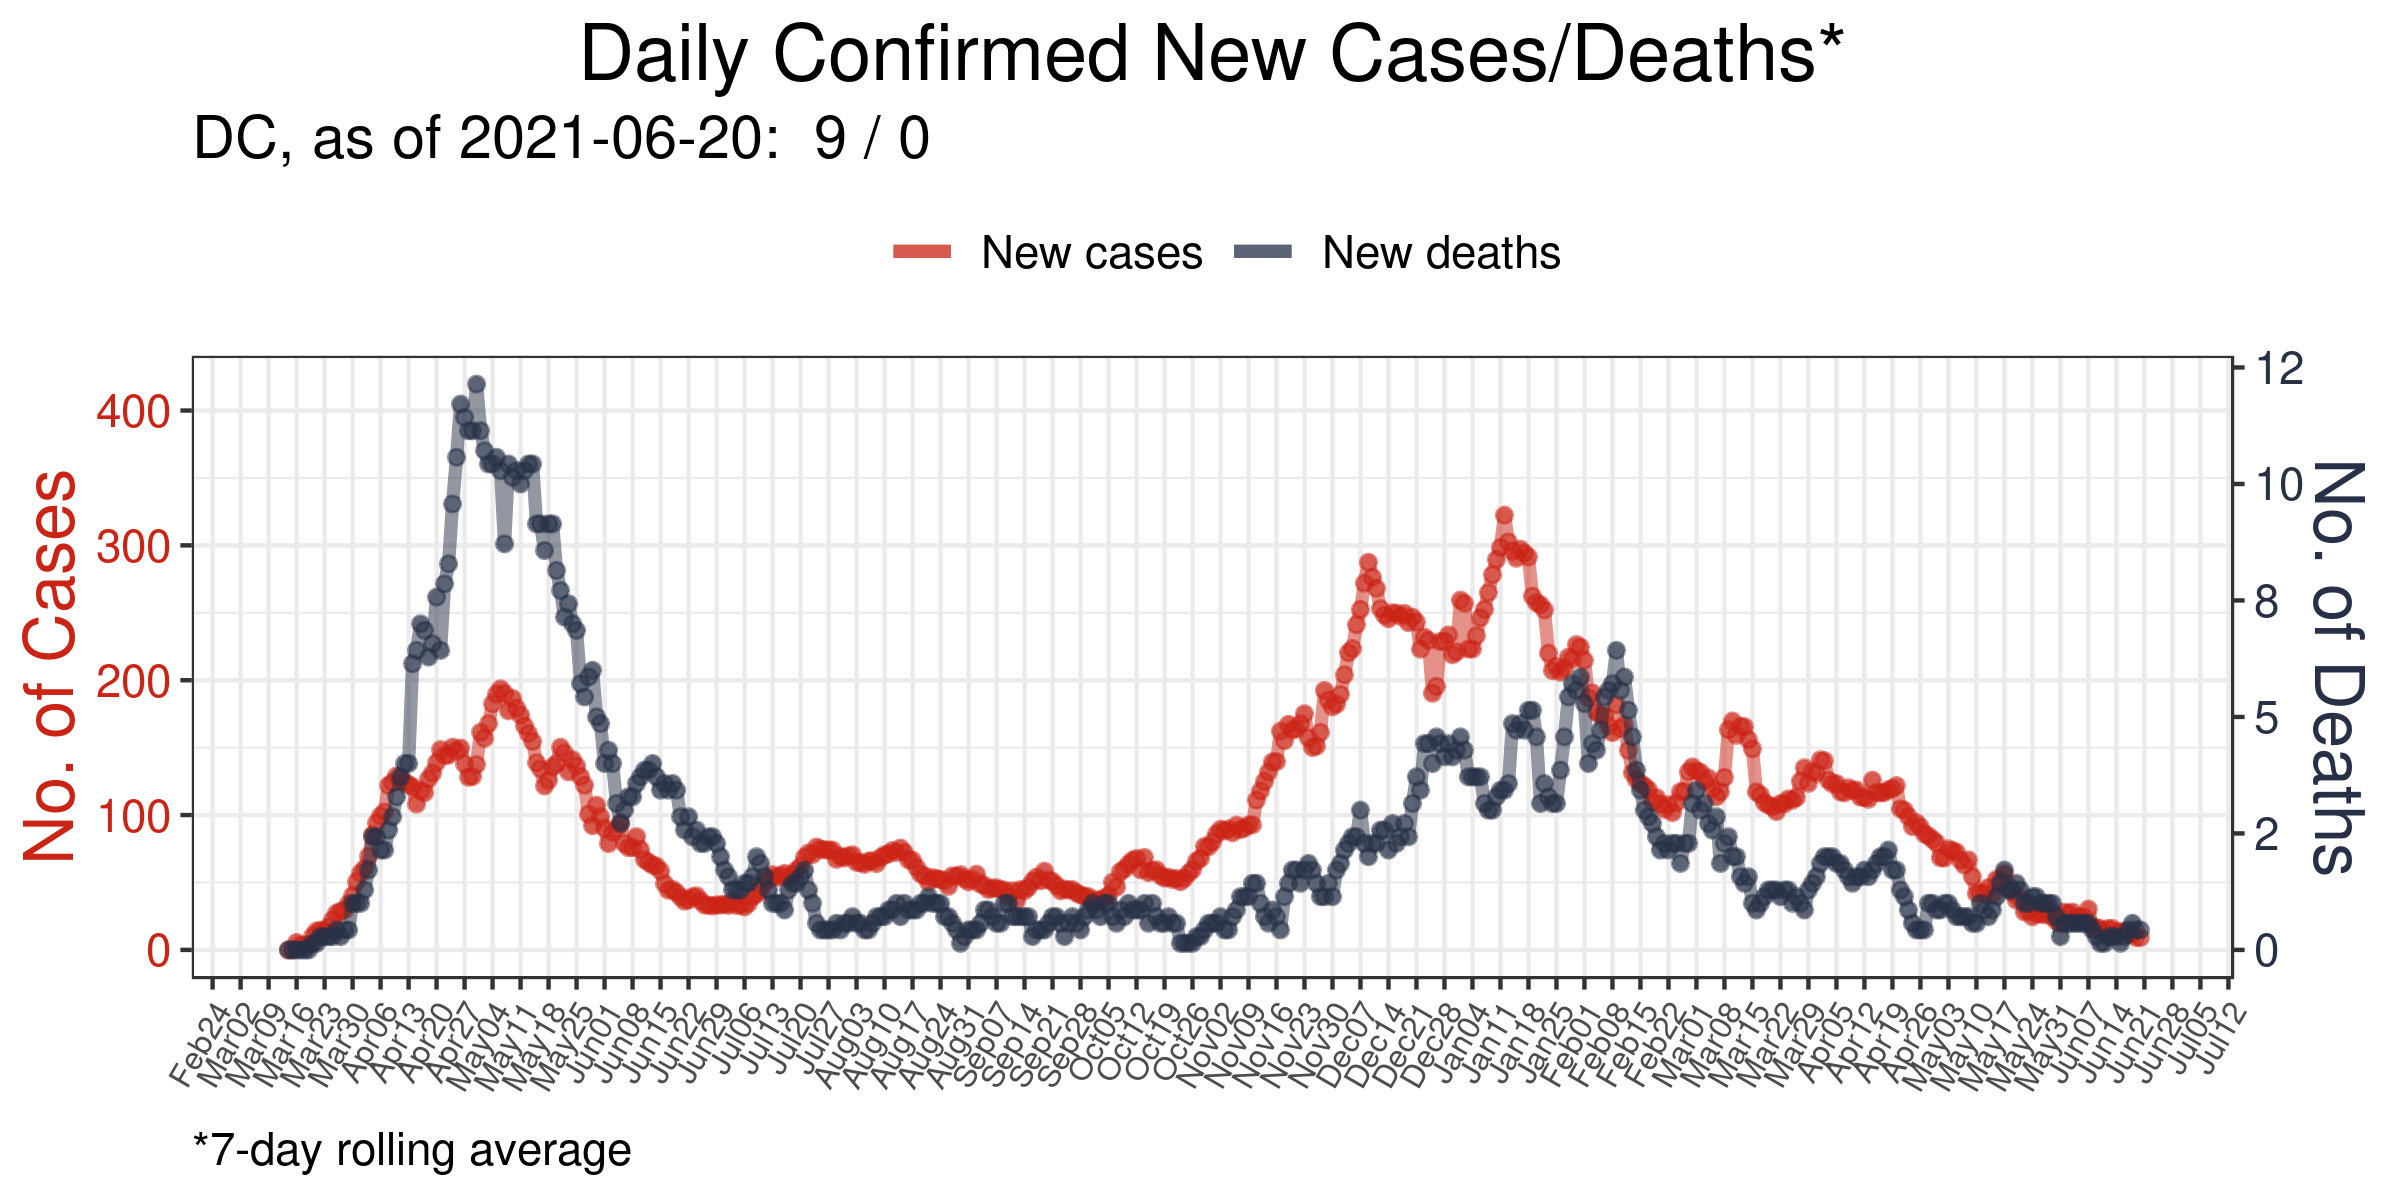 Daily Confirmed New Cases/Deaths*
DC, as of 2021-06-20:  9 / 0
New cases
New deaths
No. of Cases
400
300
200
100
0
12
10
8
5
2
0
No. of Deaths
Feb24
Mar02
Mar09
Mar16
Mar23
Mar30
Apr06
Apr13
Apr20
Apr27
May04
May11
May18
May25
Jun01
Jun08
Jun15
Jun22
Jun29
Jul06
Jul13
Jul20
Jul27
Aug03
Aug10
Aug17
Aug24
Aug31
Sep07
Sep14
Sep21
Sep28
Oct05
Oct12
Oct19
Oct26
Nov02
Nov09
Nov16
Nov23
Nov30
Dec07
Dec14
Dec21
Dec28
Jan04
Jan11
Jan18
Jan25
Feb01
Feb08
Feb15
Feb22
Mar01
Mar08
Mar15
Mar22
Mar29
Apr05
Apr12
Apr19
Apr26
May03
May10
May17
May24
May31
Jun07
Jun14
Jun21
Jun28
Jul05
Jul12
*7-day rolling average